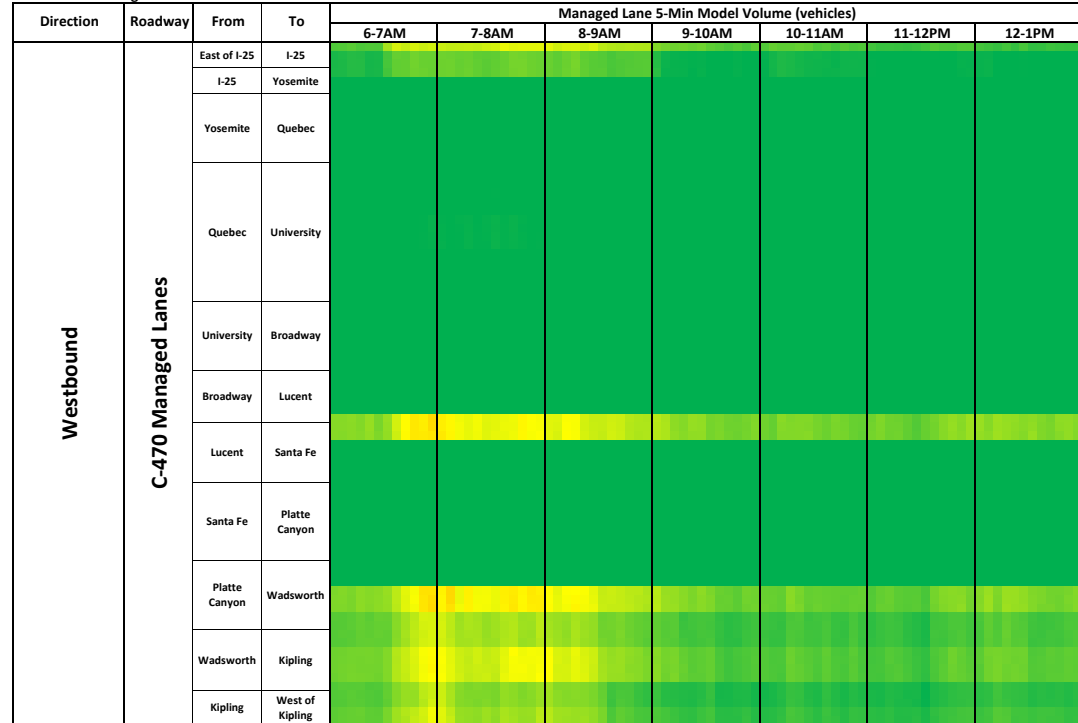 Direction Roadway From To Managed Lane 5-Min Model Volume (vehicles)
6-7AM 7-8AM 8-9AM 9-10AM 10-11AM 11-12PM 12-1PM
Westbound
C-470 Managed Lanes
East of I-25 I-25
I-25 Yosemite
Yosemite Quebec
Quebec University
University Broadway
Broadway Lucent
Lucent Santa Fe
Santa Fe Platte
Canyon
Platte
Canyon Wadsworth
Wadsworth Kipling
Kipling West of
Kipling